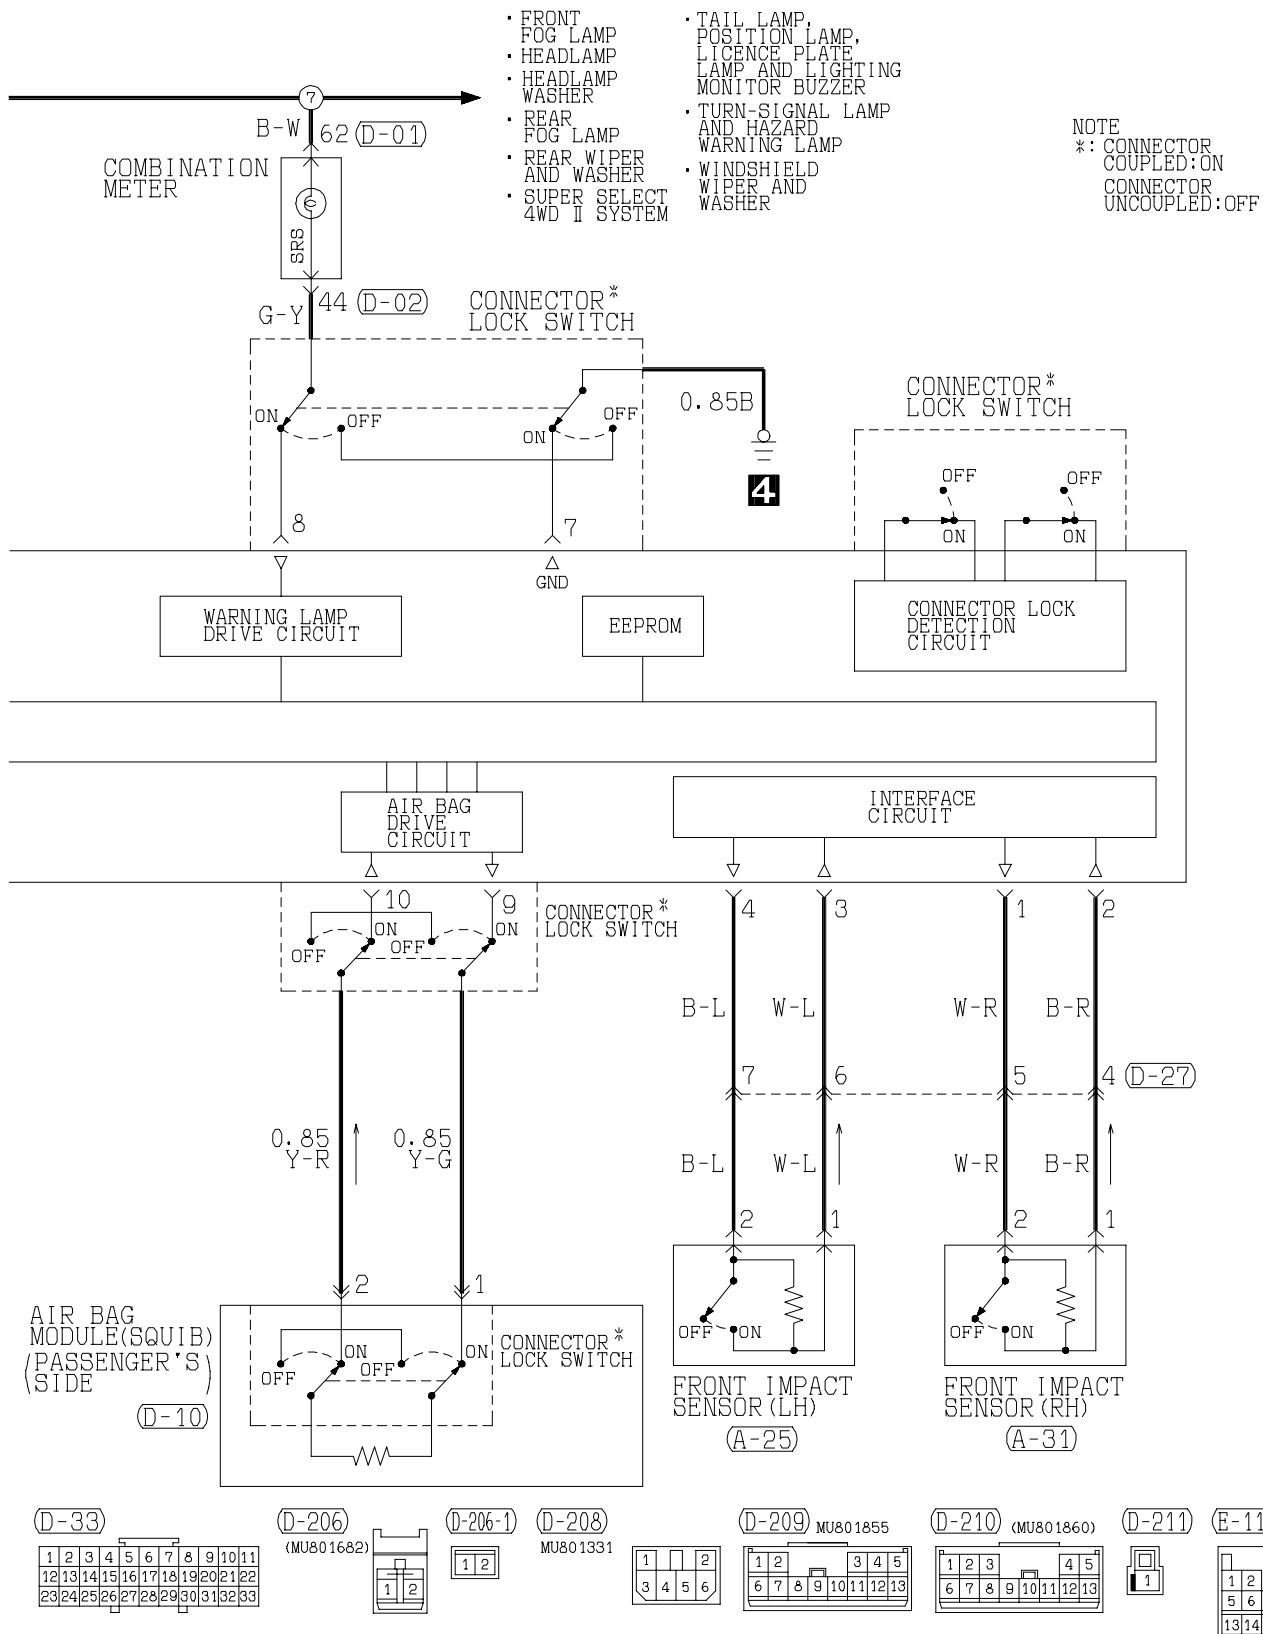 · FRONT
FOG LAMP
· HEADLAMP
· HEADLAMP
WASHER
· REAR
FOG LAMP
· REAR WIPER
AND WASHER
· SUPER SELECT
4WD Ⅱ SYSTEM
· TAIL LAMP,
POSITION LAMP,
LICENCE PLATE
LAMP AND LIGHTING
MONITOR BUZZER
· TURN-SIGNAL LAMP
AND HAZARD
WARNING LAMP
· WINDSHIELD
WIPER AND
WASHER
NOTE
*: CONNECTOR
COUPLED:ON
CONNECTOR
UNCOUPLED:OFF
7
B-W 62 (D-01)
COMBINATION
METER
SRS
G-Y 44 (D-02)
CONNECTOR*
LOCK SWITCH
ON OFF
ON OFF
0.85B
4
CONNECTOR*
LOCK SWITCH
OFF OFF
ON ON
8 7
GND
WARNING LAMP
DRIVE CIRCUIT
EEPROM
CONNECTOR LOCK
DETECTION
CIRCUIT
AIR BAG
DRIVE
CIRCUIT
INTERFACE
CIRCUIT
10 9
ON ON
OFF OFF
CONNECTOR*
LOCK SWITCH
4 3 1 2
B-L W-L W-R B-R
7 6 5 4 (D-27)
0.85
Y-R
0.85
Y-G
B-L W-L W-R B-R
2 1 2 1
2 1
AIR BAG
MODULE(SQUIB)
(PASSENGER'S
SIDE)
(D-10)
ON ON
OFF OFF
CONNECTOR*
LOCK SWITCH
OFF ON
OFF ON
FRONT IMPACT
SENSOR(LH)
(A-25)
FRONT IMPACT
SENSOR(RH)
(A-31)
(D-33)
1 2 3 4 5 6 7 8 9 10 11
12 13 14 15 16 17 18 19 20 21 22
23 24 25 26 27 28 29 30 31 32 33
(D-206)
(MU801682)
1 2
(D-206-1)
1 2
(D-208)
MU801331
1 2
3 4 5 6
(D-209) MU801855
1 2 3 4 5
6 7 8 9 10 11 12 13
(D-210) (MU801860)
1 2 3 4 5
6 7 8 9 10 11 12 13
(D-211)
1
(E-11
1 2
5 6
13 14